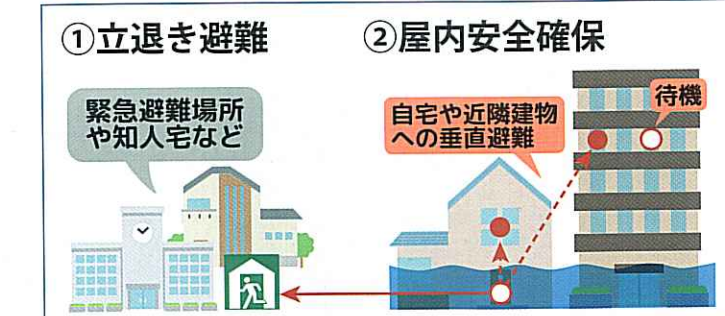 ①立退き避難
②屋内安全確保
緊急避難場所
や知人宅など
自宅や近隣建物
への垂直避難
待機